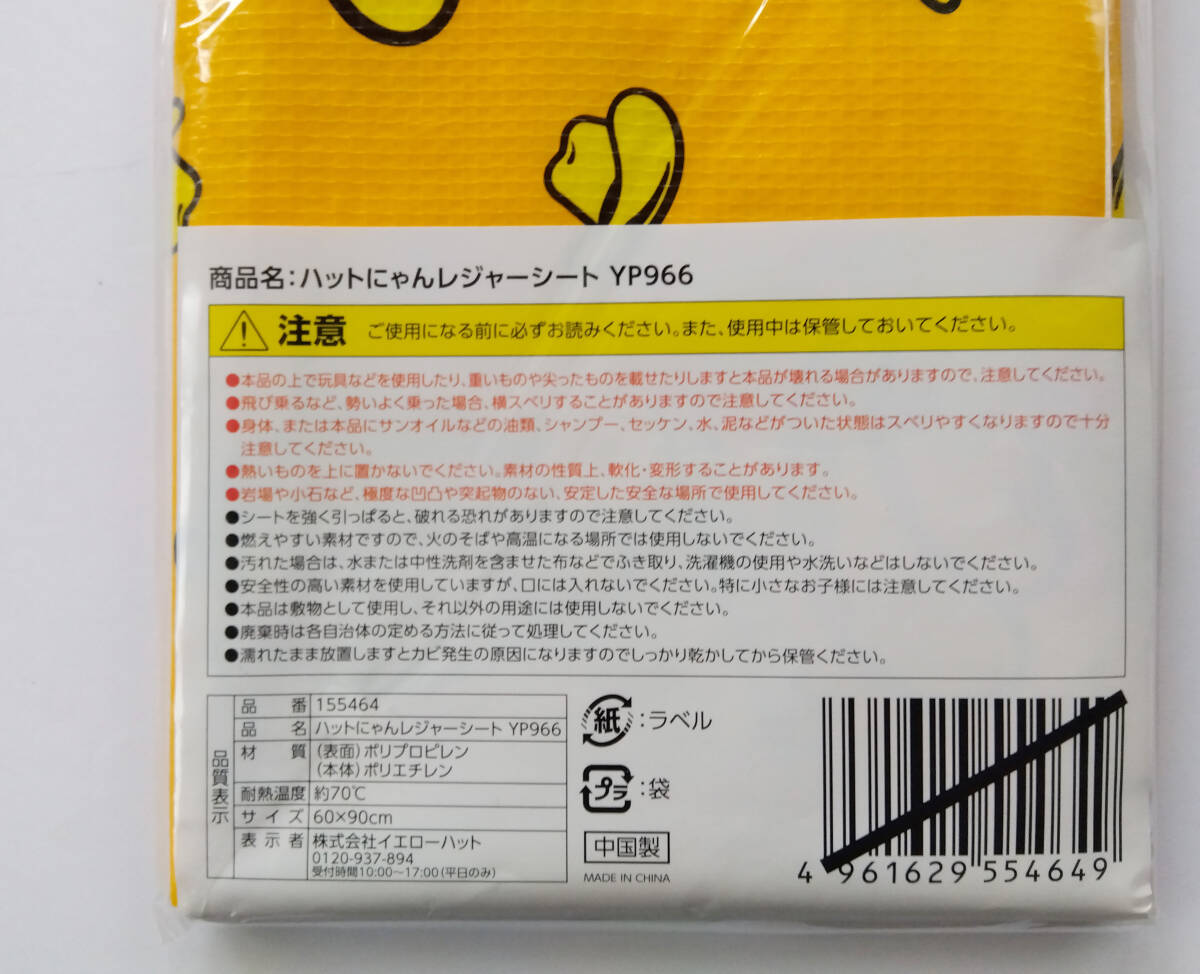 商品名：ハットにゃんレジャーシート YP966
注意 ご使用になる前に必ずお読みください。また、使用中は保管しておいてください。
●本品の上で玩具などを使用したり、重いものや尖ったものを載せたりしますと本品が壊れる場合がありますので、注意してください。
●飛び乗るなど、勢いよく乗った場合、横スベリすることがありますので注意してください。
●身体、または本品にサンオイルなどの油類、シャンプー、セッケン、水、泥などがついた状態はスベリやすくなりますので十分
注意してください。
●熱いものを上に置かないでください。素材の性質上、軟化・変形することがあります。
●岩場や小石など、極度な凹凸や突起物のない、安定した安全な場所で使用してください。
●シートを強く引っぱると、破れる恐れがありますので注意してください。
●燃えやすい素材ですので、火のそばや高温になる場所では使用しないでください。
●汚れた場合は、水または中性洗剤を含ませた布などでふき取り、洗濯機の使用や水洗いなどはしないでください。
●安全性の高い素材を使用していますが、口には入れないでください。特に小さなお子様には注意してください。
●本品は敷物として使用し、それ以外の用途には使用しないでください。
●廃棄時は各自治体の定める方法に従って処理してください。
●濡れたまま放置しますとカビ発生の原因になりますのでしっかり乾かしてから保管ください。
品質表示
品番 155464
品名 ハットにゃんレジャーシート YP966
材質 （表面）ポリプロピレン
（本体）ポリエチレン
耐熱温度 約70℃
サイズ 60×90cm
表示者 株式会社イエローハット
0120-937-894
受付時間10:00〜17:00（平日のみ）
紙：ラベル
プラ：袋
中国製
MADE IN CHINA
4 961629 554649